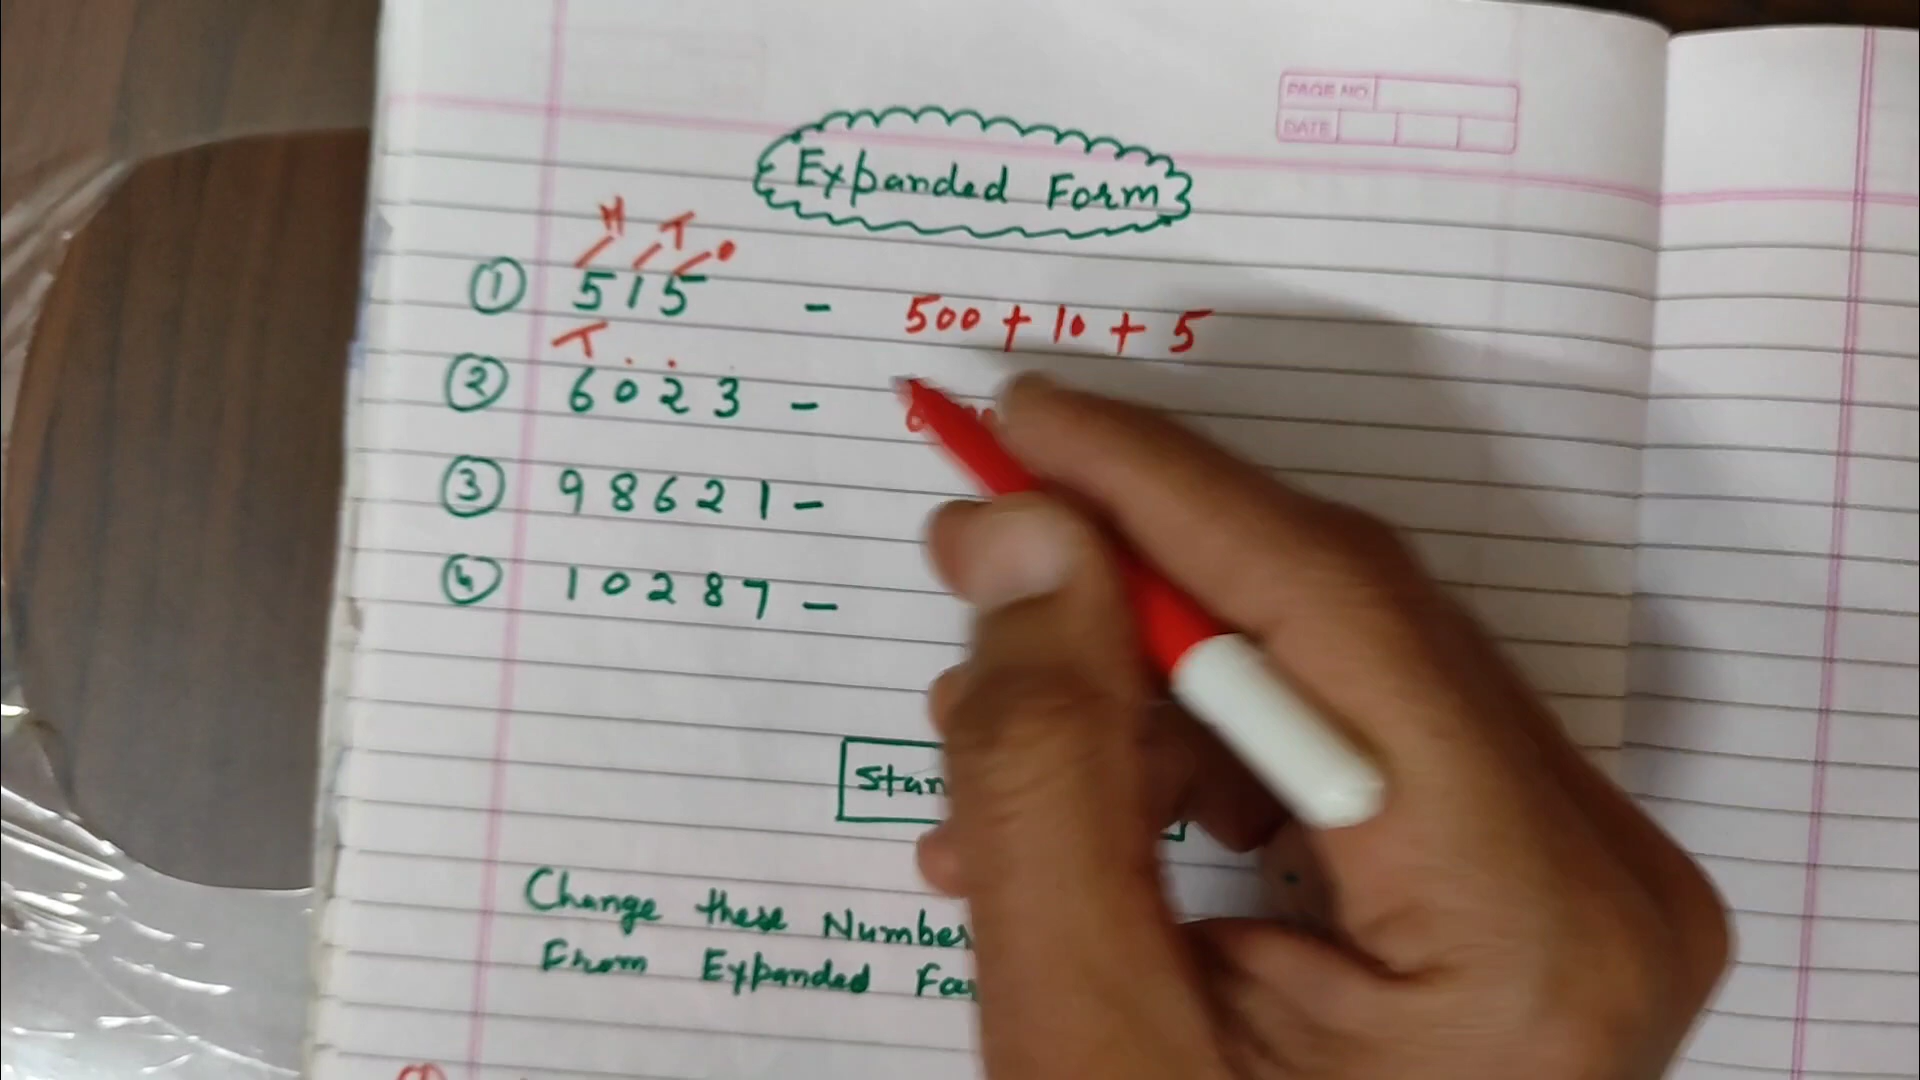 PAGE NO.
DATE
Expanded Form
H T O
① 515 - 500 + 10 + 5
T
② 6023 -
③ 98621 -
④ 10287 -
Change these Number
From Expanded